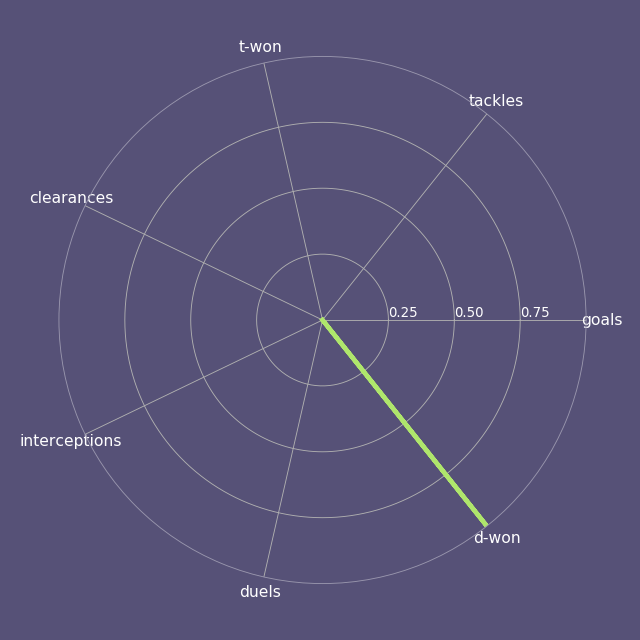 t-won
tackles
clearances
0.25 0.50 0.75
goals
interceptions
d-won
duels